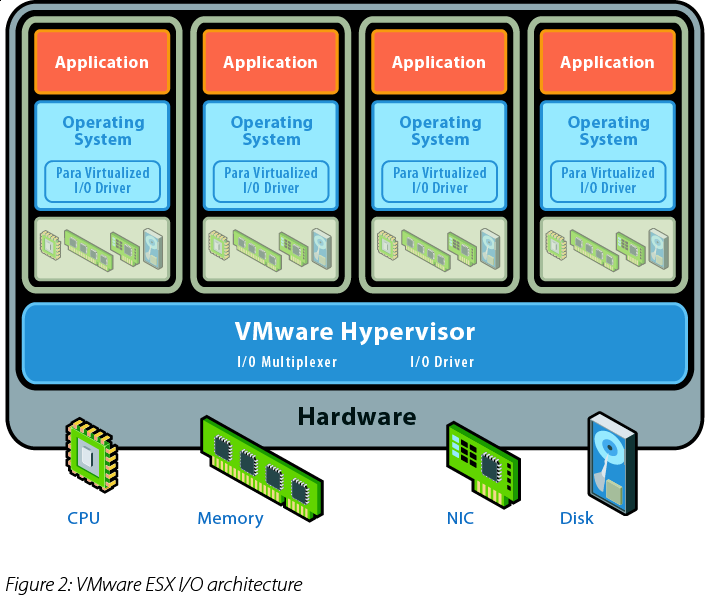 Application
Application
Application
Application
Operating
System
Operating
System
Operating
System
Operating
System
Para Virtualized
I/O Driver
Para Virtualized
I/O Driver
Para Virtualized
I/O Driver
Para Virtualized
I/O Driver
VMware Hypervisor
I/O Multiplexer
I/O Driver
Hardware
CPU
Memory
NIC
Disk
Figure 2: VMware ESX I/O architecture